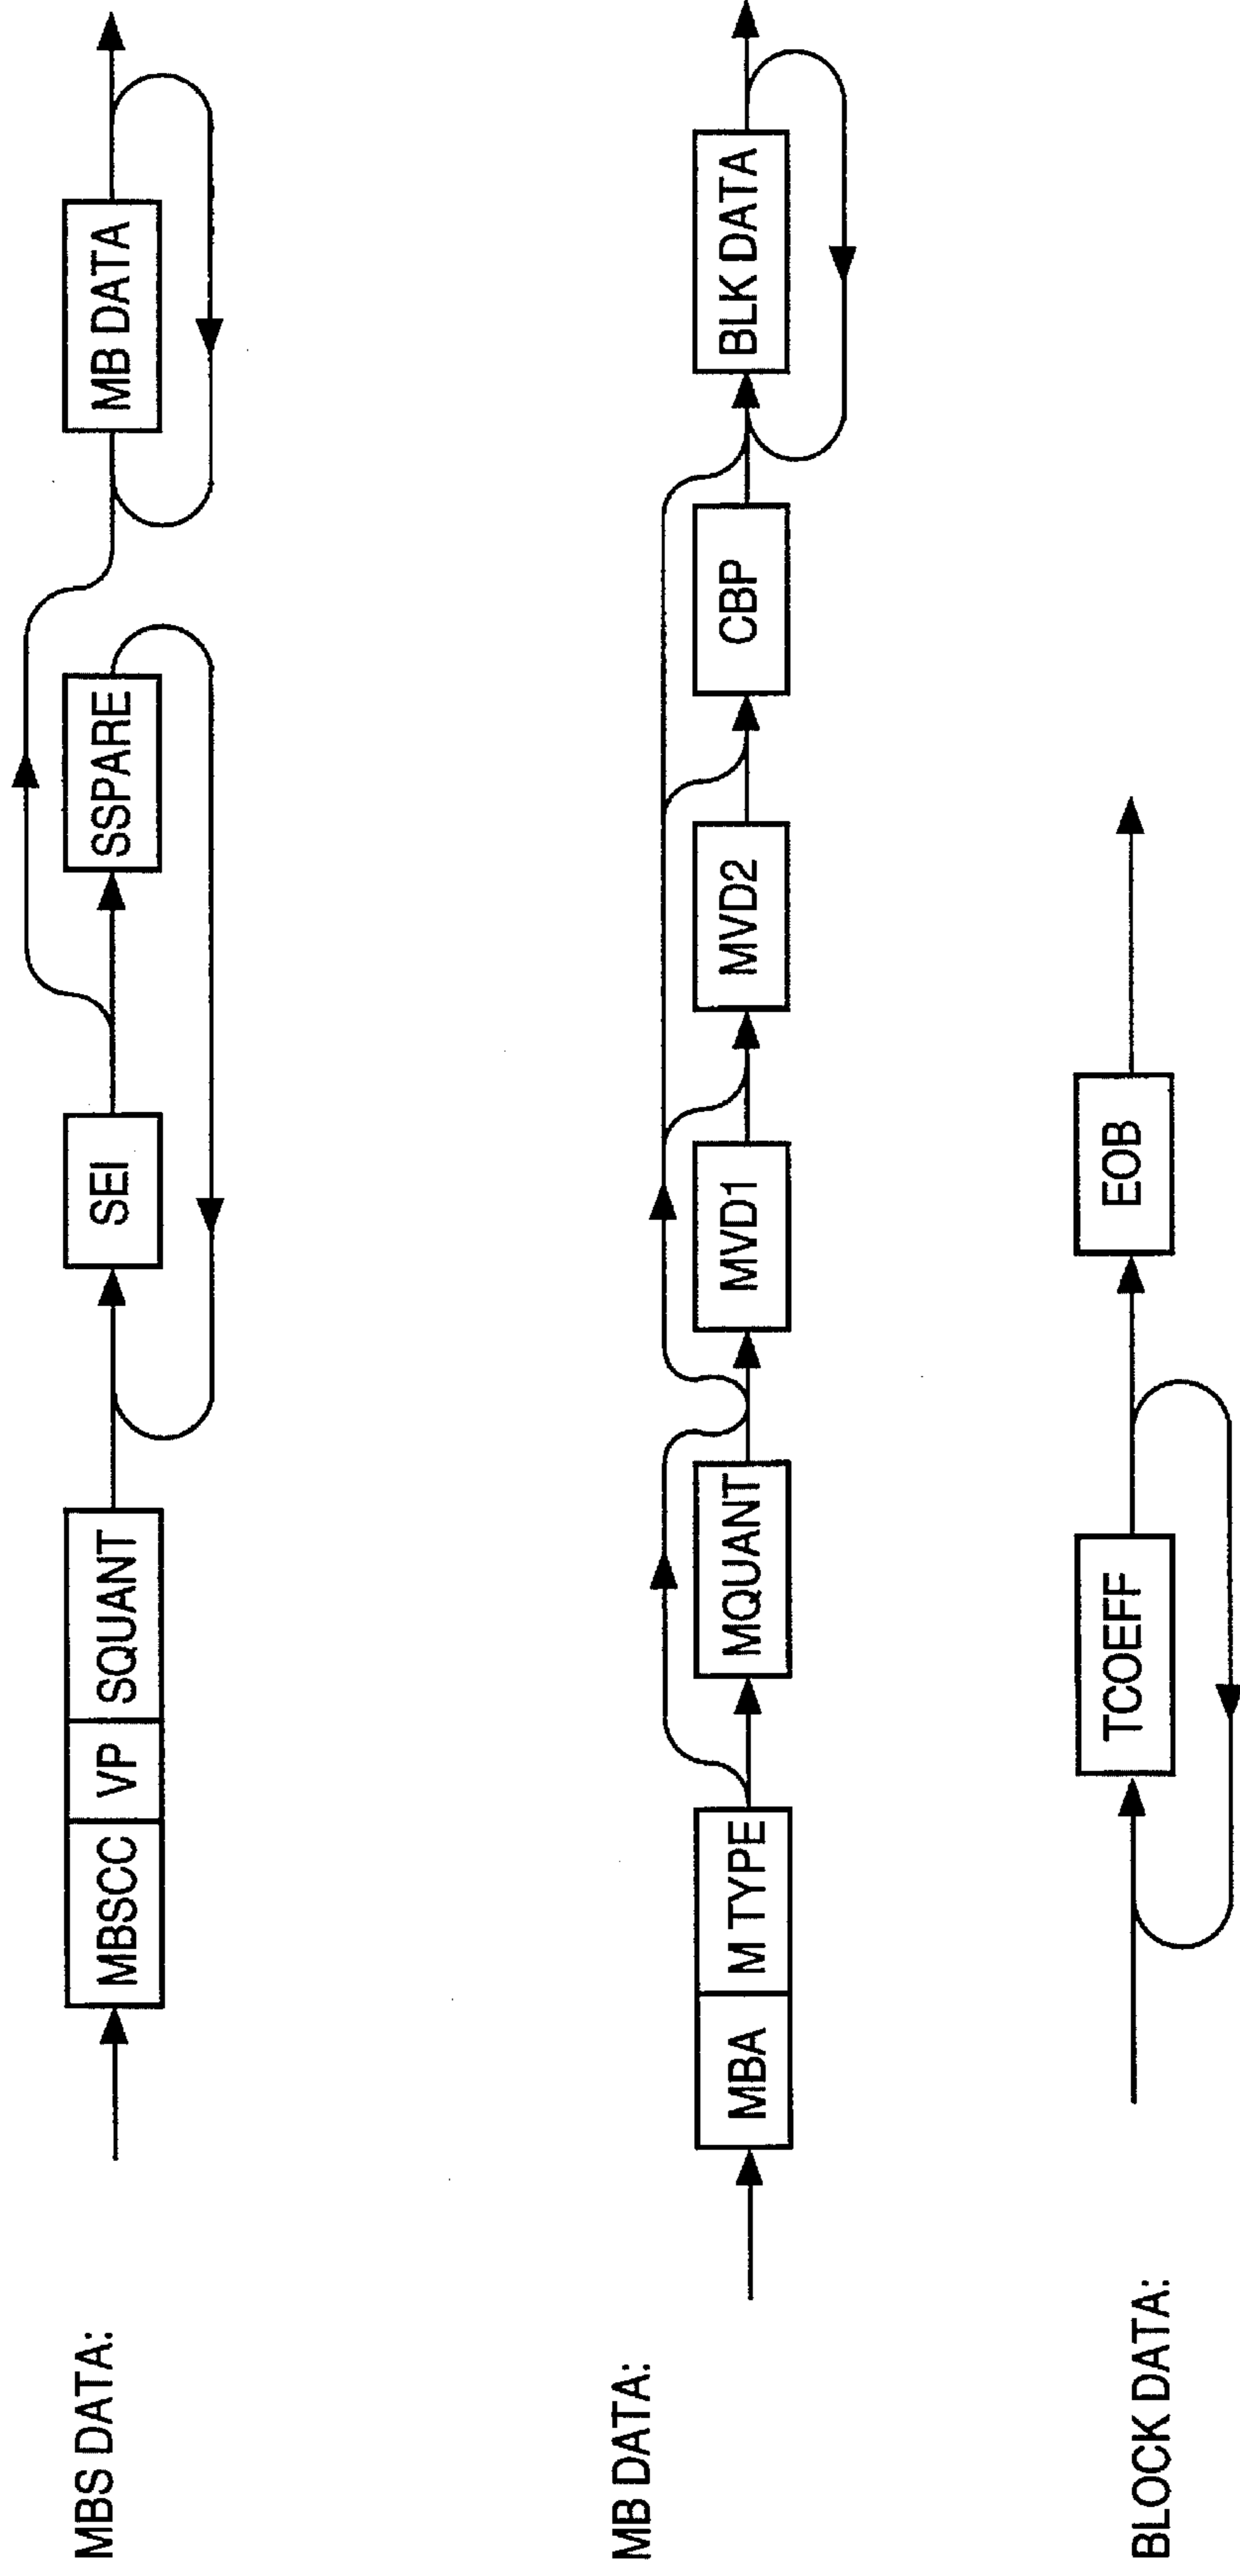 MBS DATA:
MBSCC VP SQUANT SEI SSPARE MB DATA
MB DATA:
MBA M TYPE MQUANT MVD1 MVD2 CBP BLK DATA
BLOCK DATA:
TCOEFF EOB